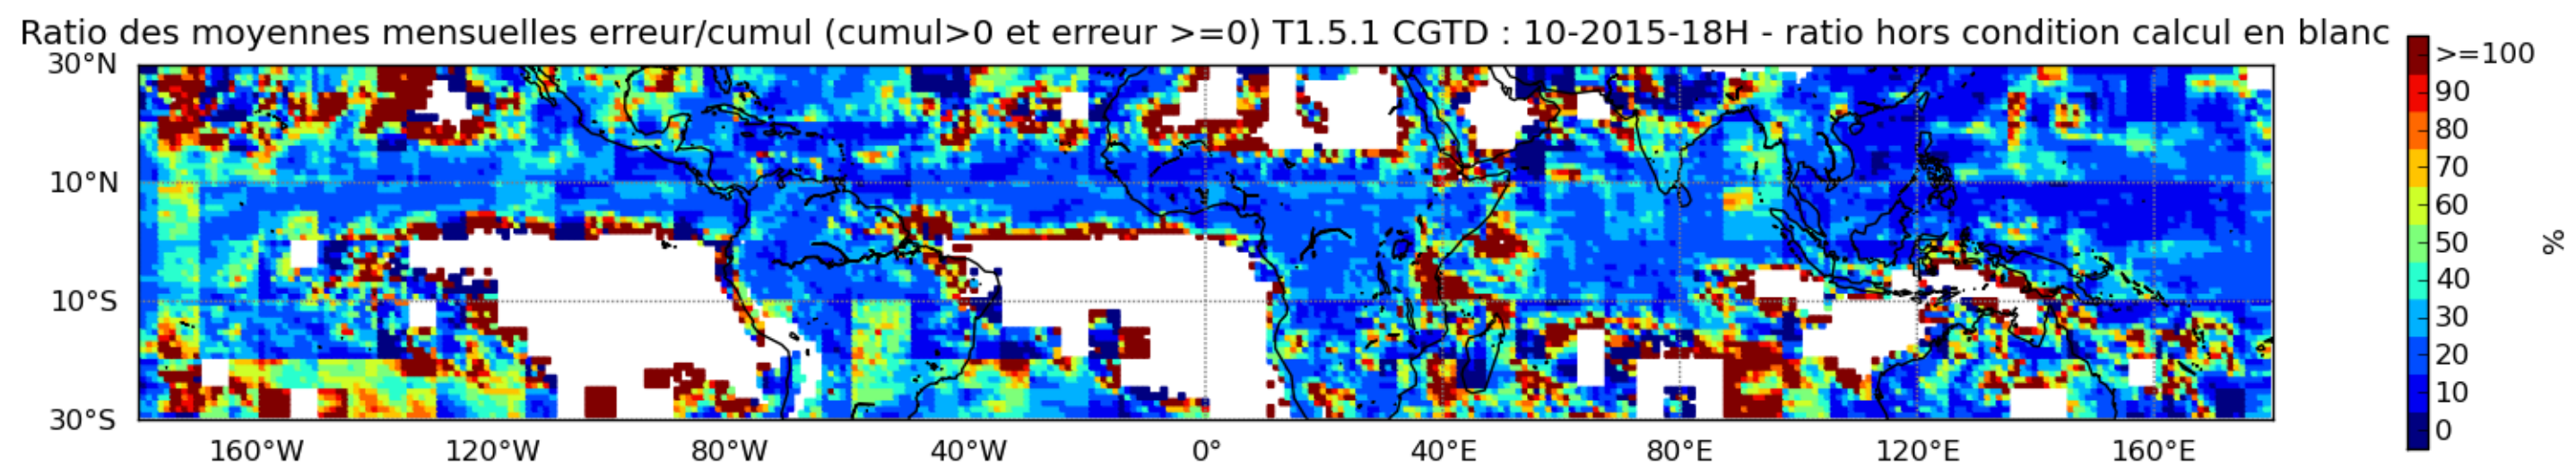 Ratio des moyennes mensuelles erreur/cumul (cumul>0 et erreur >=0) T1.5.1 CGTD : 10-2015-18H - ratio hors condition calcul en blanc
30°N
10°N
10°S
30°S
160°W 120°W 80°W 40°W 0° 40°E 80°E 120°E 160°E
>=100
90
80
70
60
50
40
30
20
10
0
%